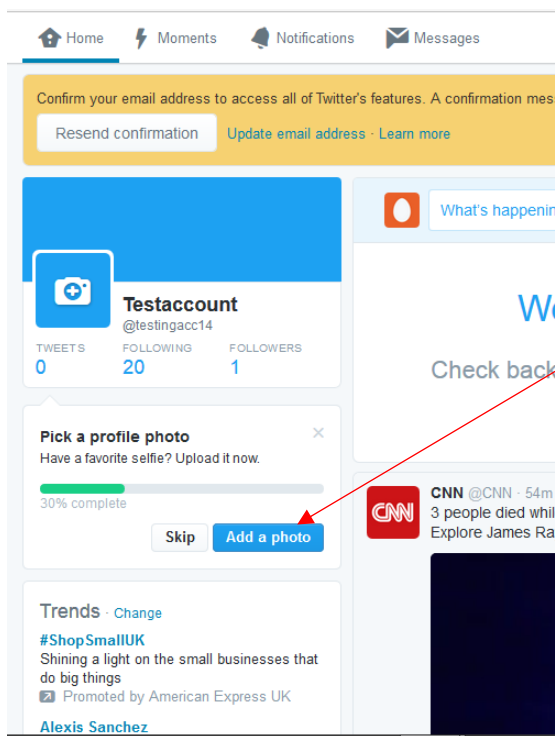 Home Moments Notifications Messages
Confirm your email address to access all of Twitter's features. A confirmation mes
Resend confirmation Update email address · Learn more
What's happenin
Testaccount
@testingacc14
TWEETS FOLLOWING FOLLOWERS
0 20 1
We
Check back
Pick a profile photo
Have a favorite selfie? Upload it now.
30% complete
Skip Add a photo
CNN @CNN · 54m
CNN
3 people died whil
Explore James Ra
Trends · Change
#ShopSmallUK
Shining a light on the small businesses that
do big things
Promoted by American Express UK
Alexis Sanchez